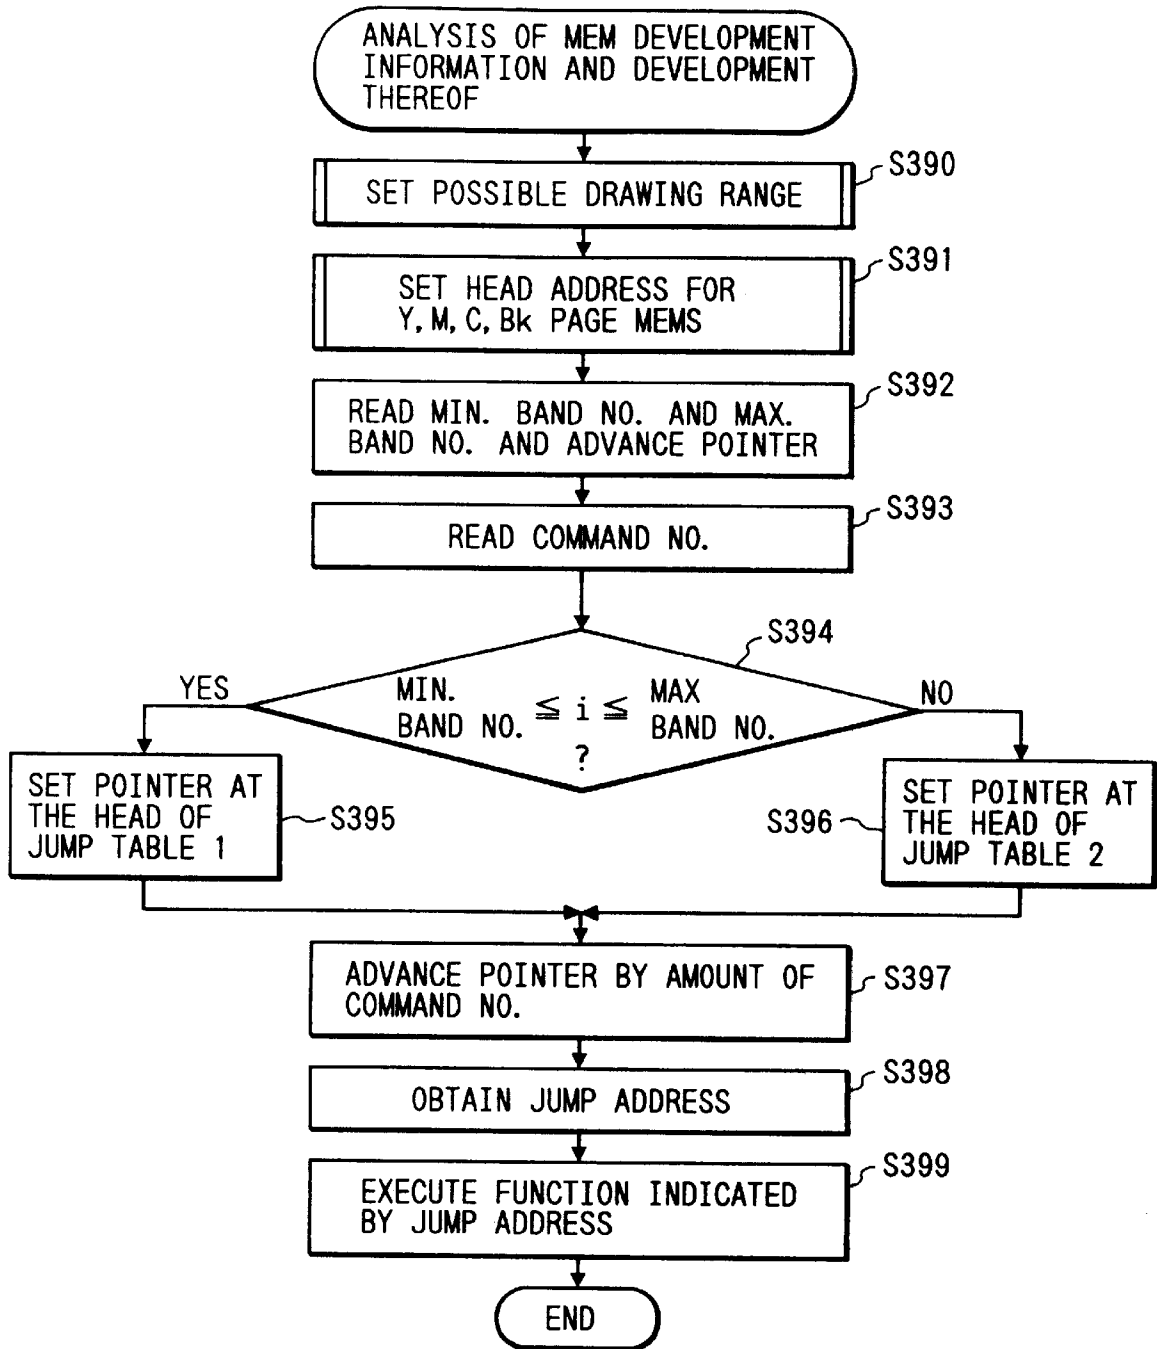 ANALYSIS OF MEM DEVELOPMENT
INFORMATION AND DEVELOPMENT
THEREOF
S390
SET POSSIBLE DRAWING RANGE
S391
SET HEAD ADDRESS FOR
Y, M, C, Bk PAGE MEMS
S392
READ MIN. BAND NO. AND MAX.
BAND NO. AND ADVANCE POINTER
S393
READ COMMAND NO.
S394
YES
NO
MIN.
BAND NO. ≦ i ≦ MAX
BAND NO.
?
SET POINTER AT
THE HEAD OF
JUMP TABLE 1
S395
S396
SET POINTER AT
THE HEAD OF
JUMP TABLE 2
ADVANCE POINTER BY AMOUNT OF
COMMAND NO.
S397
S398
OBTAIN JUMP ADDRESS
S399
EXECUTE FUNCTION INDICATED
BY JUMP ADDRESS
END